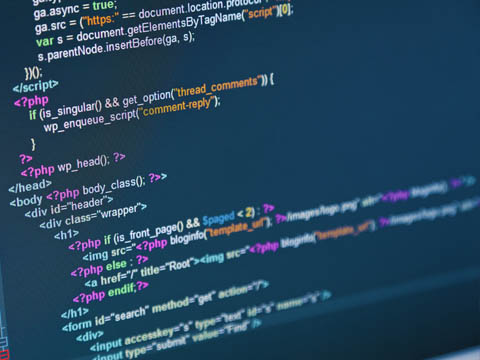 ga.async = true;
ga.src = ("https:" == document.location.protocol
var s = document.getElementsByTagName("script")[0];
s.parentNode.insertBefore(ga, s);
})();
</script>
<?php
if (is_singular() && get_option("thread_comments")) {
wp_enqueue_script("comment-reply");
}
?>
<?php wp_head(); ?>
</head>
<body <?php body_class(); ?>>
<div id="header">
<div class="wrapper">
<h1>
<?php if (is_front_page() && $paged < 2) : ?>
<img src="<?php bloginfo("template_url"); ?>/images/logo.png" alt="<?php bloginfo(
<?php else : ?>
<a href="/" title="Root"><img src="<?php bloginfo("template_url"); ?>/images/logo.png" alt=
<?php endif;?>
</h1>
<form id="search" method="get" action="/">
<div>
<input accesskey="s" type="text" id="s" name="s" />
<input type="submit" value="Find" />